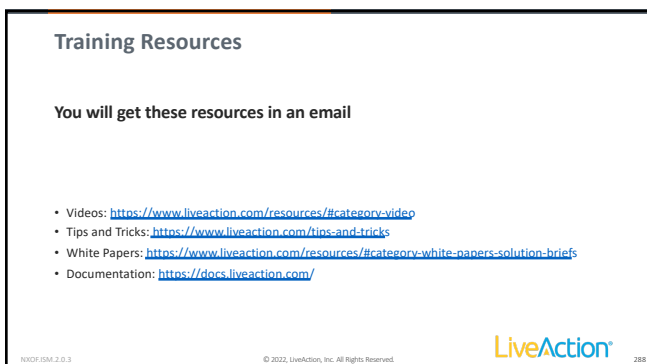 Training Resources
You will get these resources in an email
• Videos: https://www.liveaction.com/resources/#category-video
• Tips and Tricks: https://www.liveaction.com/tips-and-tricks
• White Papers: https://www.liveaction.com/resources/#category-white-papers-solution-briefs
• Documentation: https://docs.liveaction.com/
NXOF.ISM.2.0.3
© 2022, LiveAction, Inc. All Rights Reserved.
LiveAction®
288